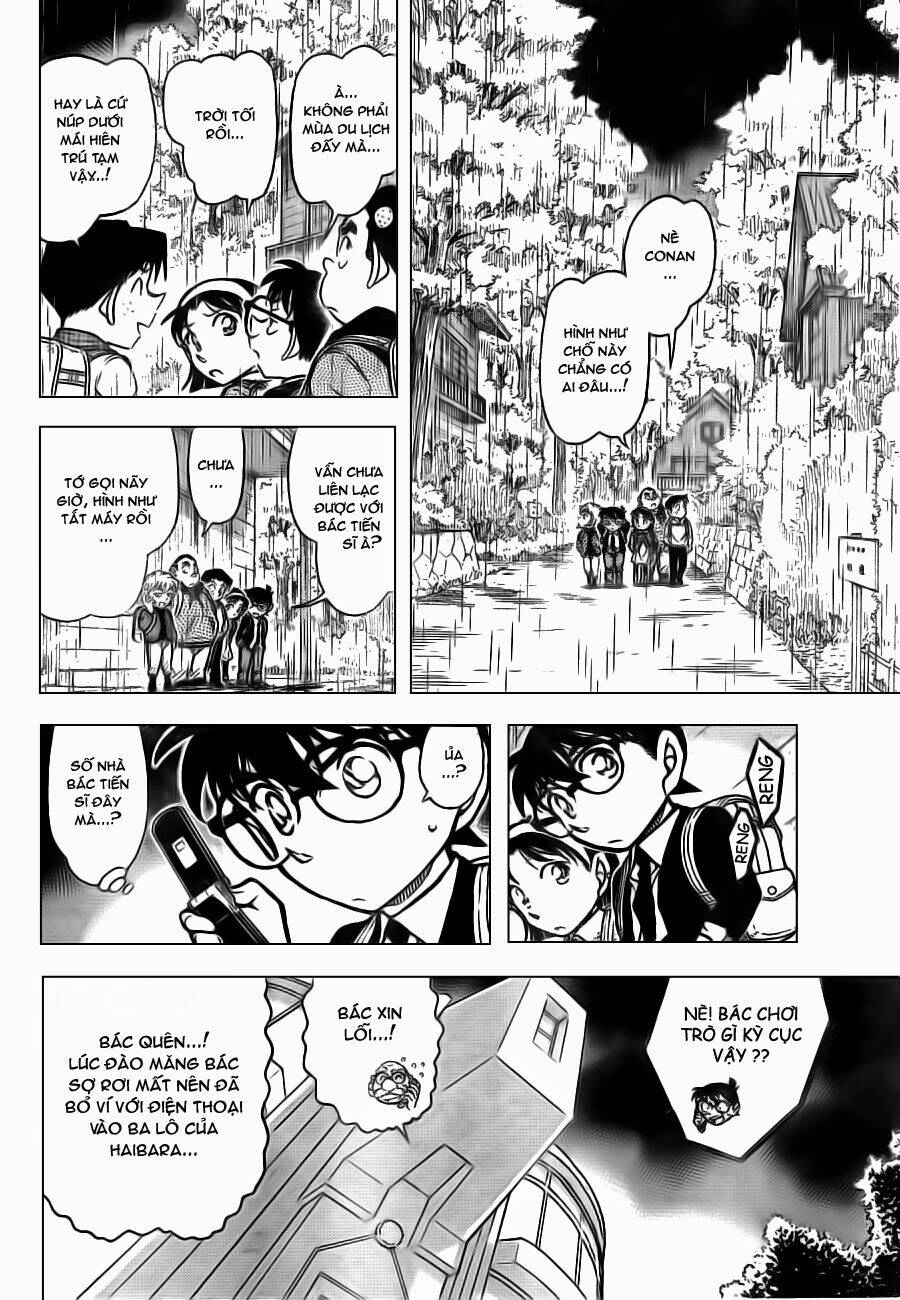 NÈ
CONAN
...
HÌNH NHƯ
CHỖ NÀY
CHẲNG CÓ
AI ĐÂU...!
À...
KHÔNG PHẢI
MÙA DU LỊCH
ĐẤY MÀ...
TRỜI TỐI
RỒI...
HAY LÀ CỨ
NÚP DƯỚI
MÁI HIÊN
TRÚ TẠM
VẬY...!
VẪN CHƯA
LIÊN LẠC
ĐƯỢC VỚI
BÁC TIẾN
SĨ À?
CHƯA
...
TỚ GỌI NÃY
GIỜ, HÌNH NHƯ
TẮT MÁY RỒI
...
RENG
RENG
ỦA
...?
SỐ NHÀ
BÁC TIẾN
SĨ ĐÂY
MÀ...?
NÈ! BÁC CHƠI
TRÒ GÌ KỲ CỤC
VẬY ??
BÁC XIN
LỖI...!
BÁC QUÊN...!
LÚC ĐÀO MĂNG BÁC
SỢ RƠI MẤT NÊN ĐÃ
BỎ VÍ VỚI ĐIỆN THOẠI
VÀO BA LÔ CỦA
HAIBARA...